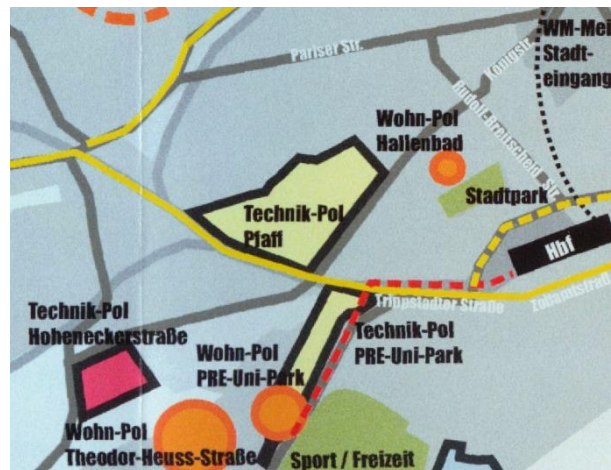 WM-Mei
Stadt-
eingang
Pariser Str.
Königstr.
Rudolf-Breitscheid_Str.
Wohn-Pol
Hallenbad
Stadtpark
Technik-Pol
Pfaff
Hbf
Trippstadter Straße
Zollamtstraße
Technik-Pol
Hoheneckerstraße
Wohn-Pol
PRE-Uni-Park
Technik-Pol
PRE-Uni-Park
Wohn-Pol
Theodor-Heuss-Straße
Sport / Freizeit